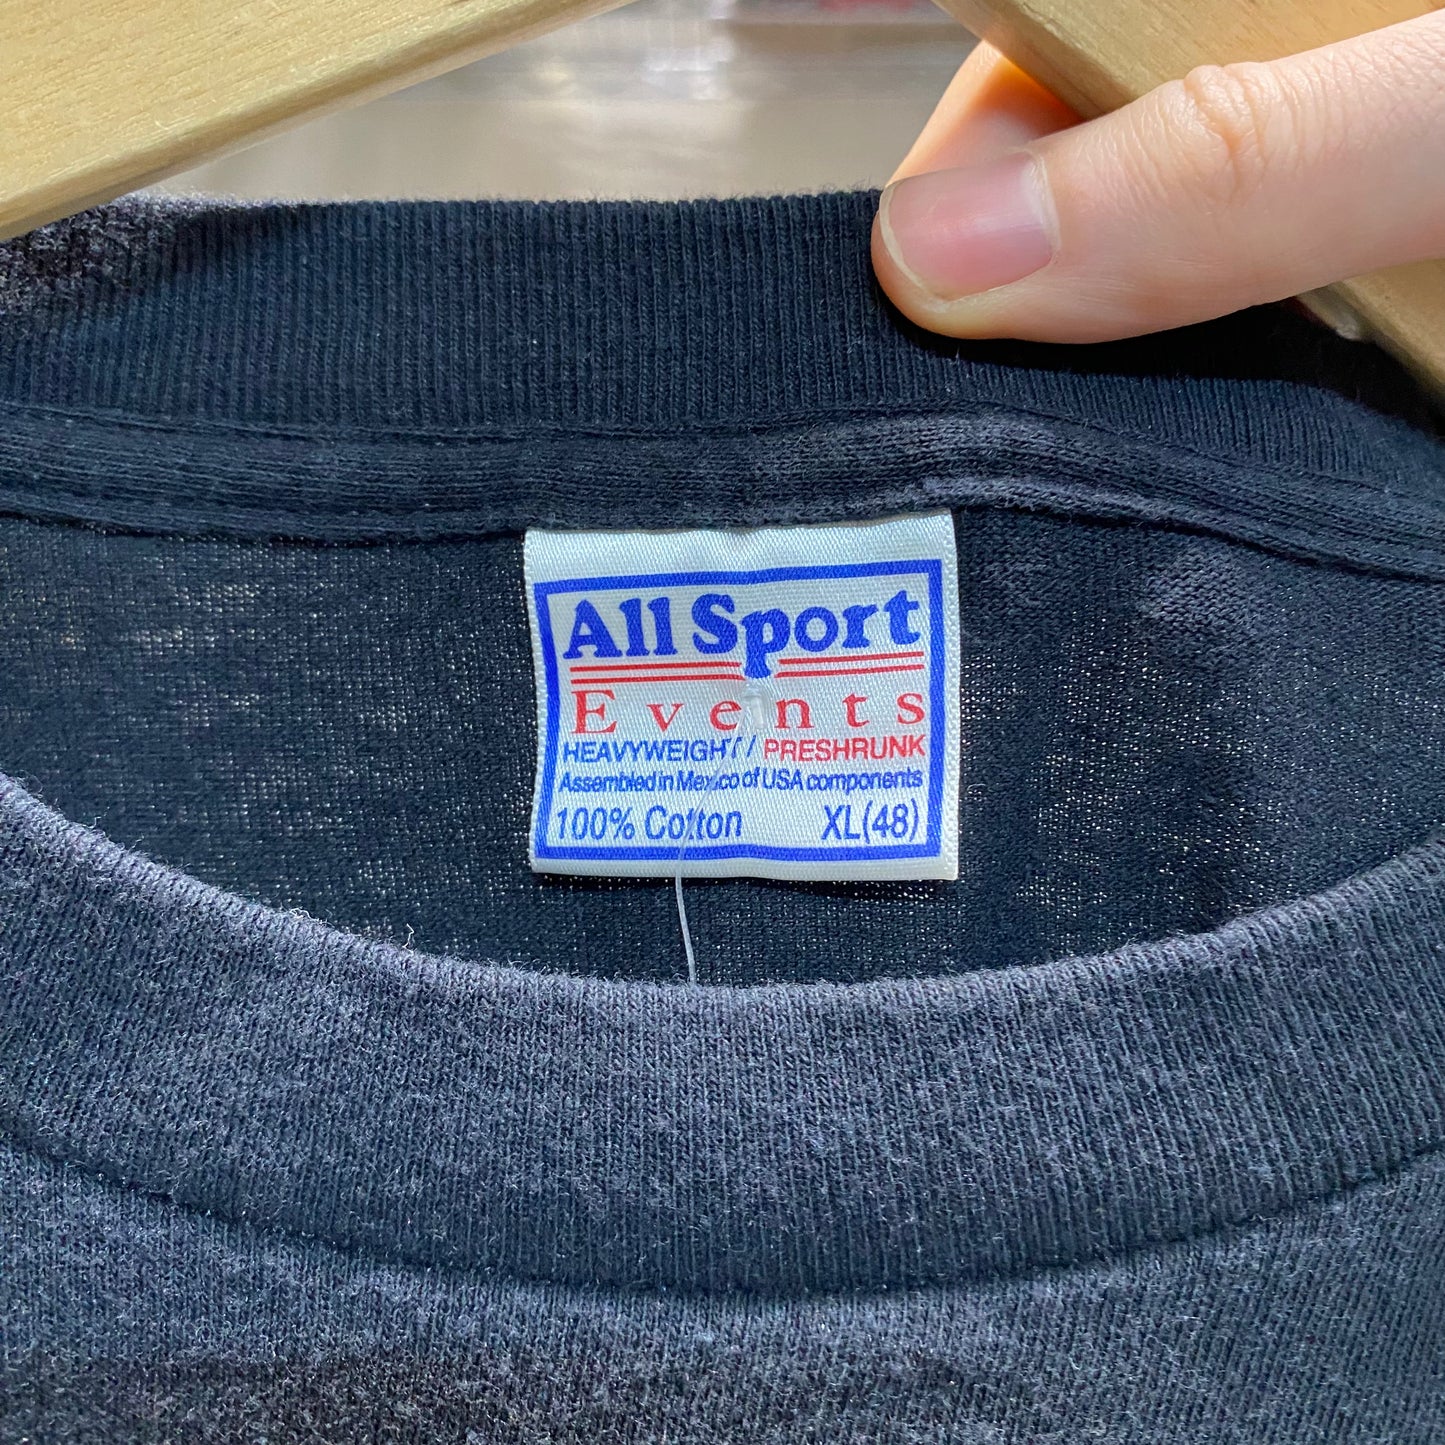 All Sport
Events
HEAVYWEIGHT / PRESHRUNK
Assembled in Mexico of USA components
100% Cotton XL(48)